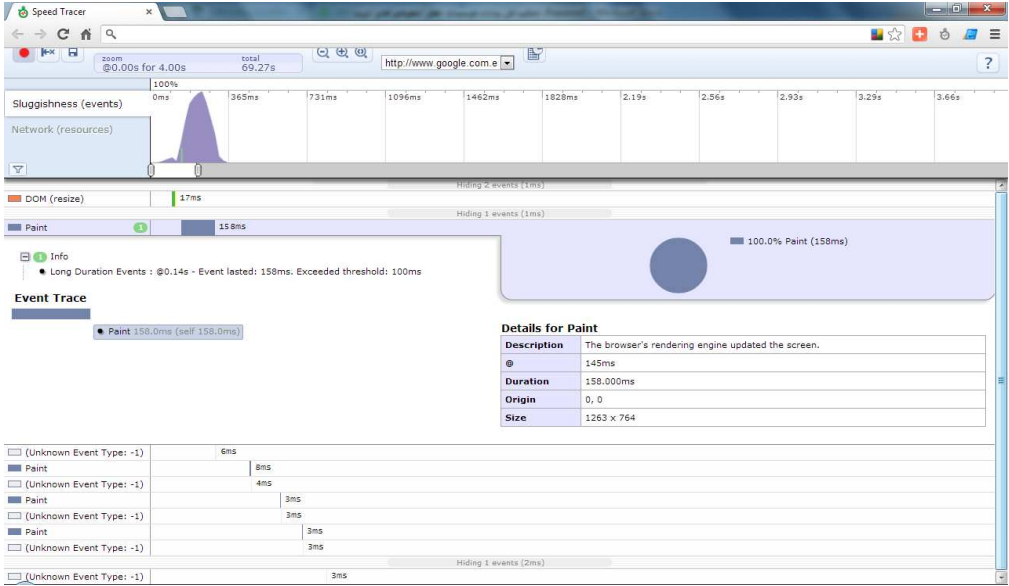 Speed Tracer
zoom
@0.00s for 4.00s
total
69.27s
http://www.google.com.e
?
100%
Sluggishness (events)
Network (resources)
0ms
365ms
731ms
1096ms
1462ms
1828ms
2.19s
2.56s
2.93s
3.29s
3.66s
Hiding 2 events (1ms)
DOM (resize)
17ms
Hiding 1 events (1ms)
Paint
1
158ms
100.0% Paint (158ms)
1 Info
Long Duration Events : @0.14s - Event lasted: 158ms. Exceeded threshold: 100ms
Event Trace
Paint 158.0ms (self 158.0ms)
Details for Paint
Description The browser's rendering engine updated the screen.
@ 145ms
Duration 158.000ms
Origin 0, 0
Size 1263 x 764
(Unknown Event Type: -1) 6ms
Paint 8ms
(Unknown Event Type: -1) 4ms
Paint 3ms
(Unknown Event Type: -1) 3ms
Paint 3ms
(Unknown Event Type: -1) 3ms
Hiding 1 events (2ms)
(Unknown Event Type: -1) 3ms